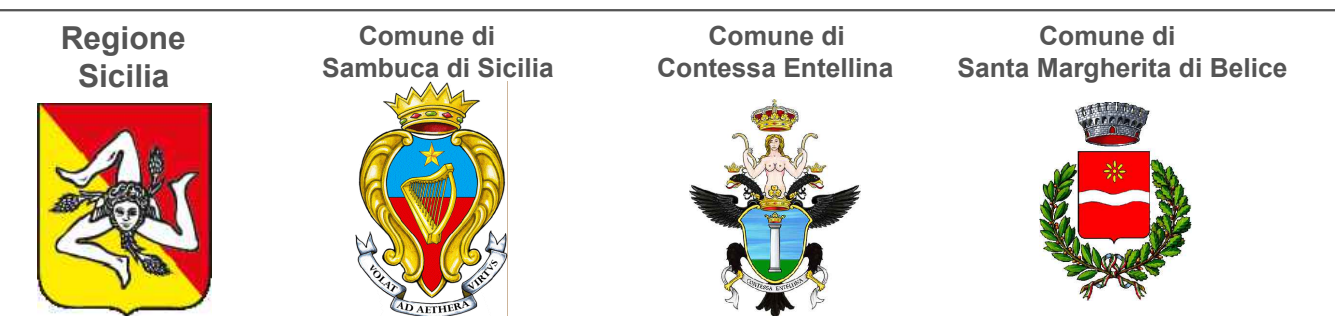 Regione
Sicilia
Comune di
Sambuca di Sicilia
VOLAT
AD AETHERA
VIRTVS
Comune di
Contessa Entellina
CONTESSA ENTELLINA
Comune di
Santa Margherita di Belice